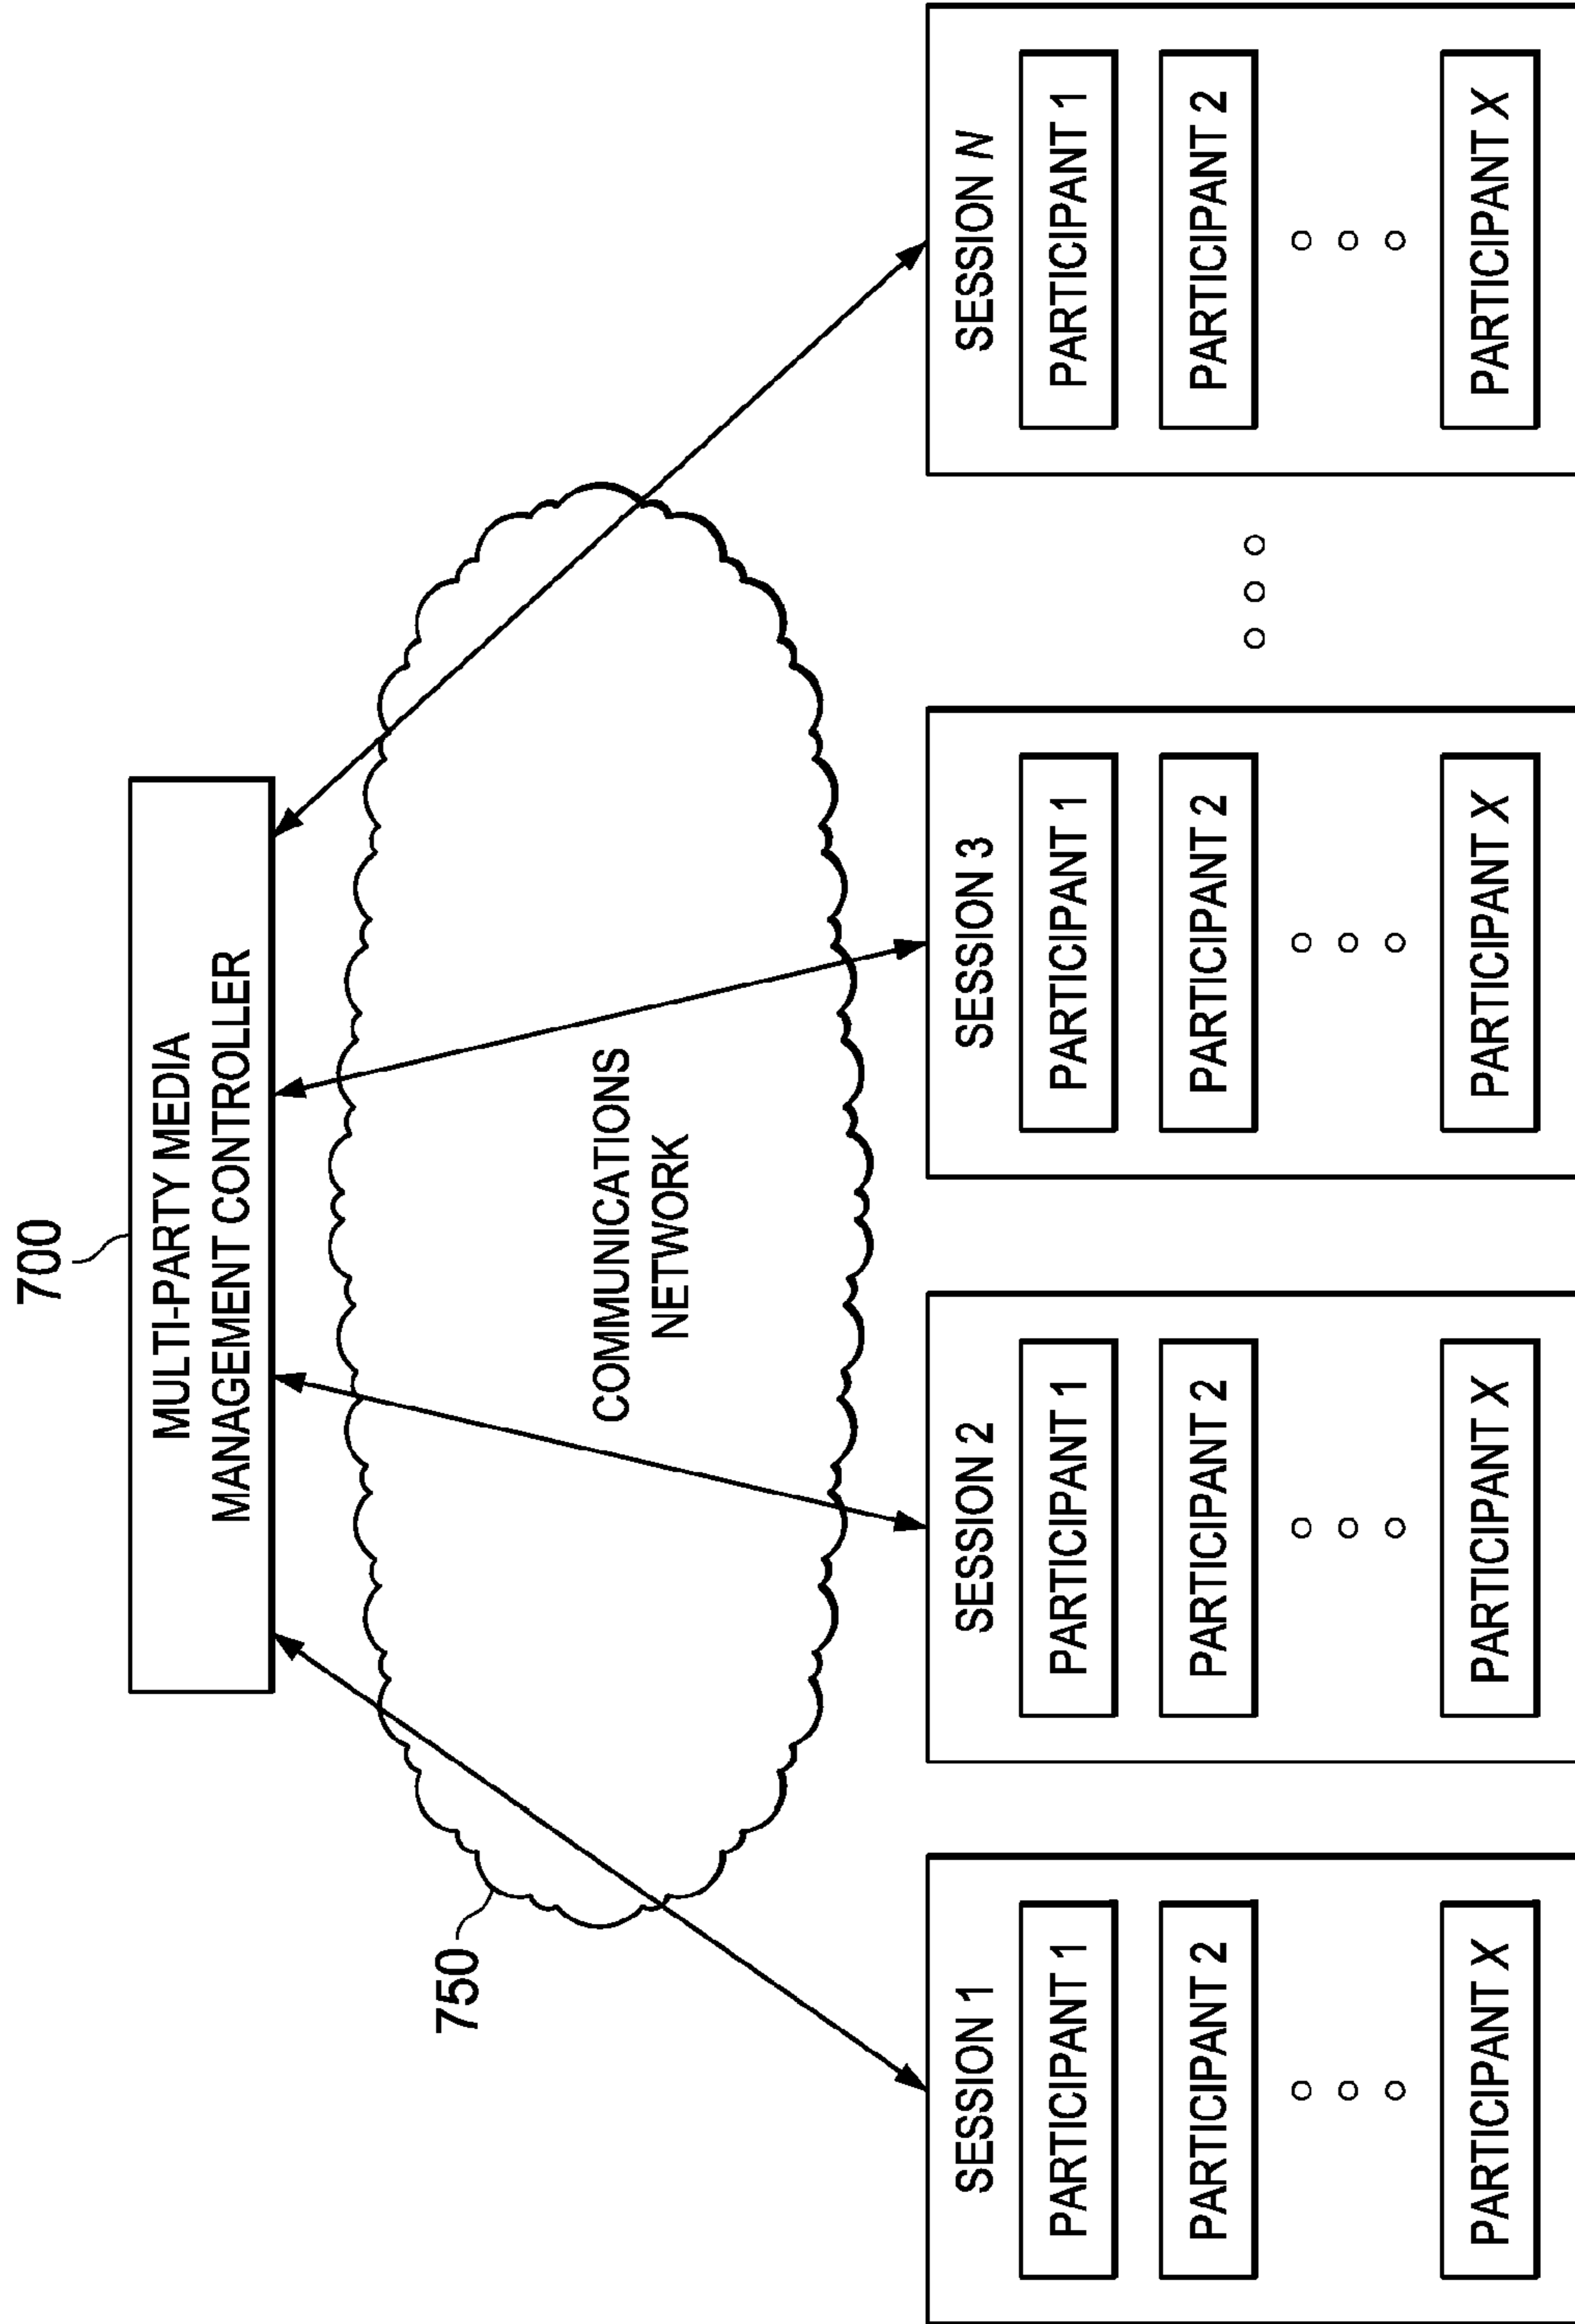 700
MULTI-PARTY MEDIA
MANAGEMENT CONTROLLER
750
COMMUNICATIONS
NETWORK
SESSION 1
PARTICIPANT 1
PARTICIPANT 2
PARTICIPANT X
SESSION 2
PARTICIPANT 1
PARTICIPANT 2
PARTICIPANT X
SESSION 3
PARTICIPANT 1
PARTICIPANT 2
PARTICIPANT X
SESSION N
PARTICIPANT 1
PARTICIPANT 2
PARTICIPANT X